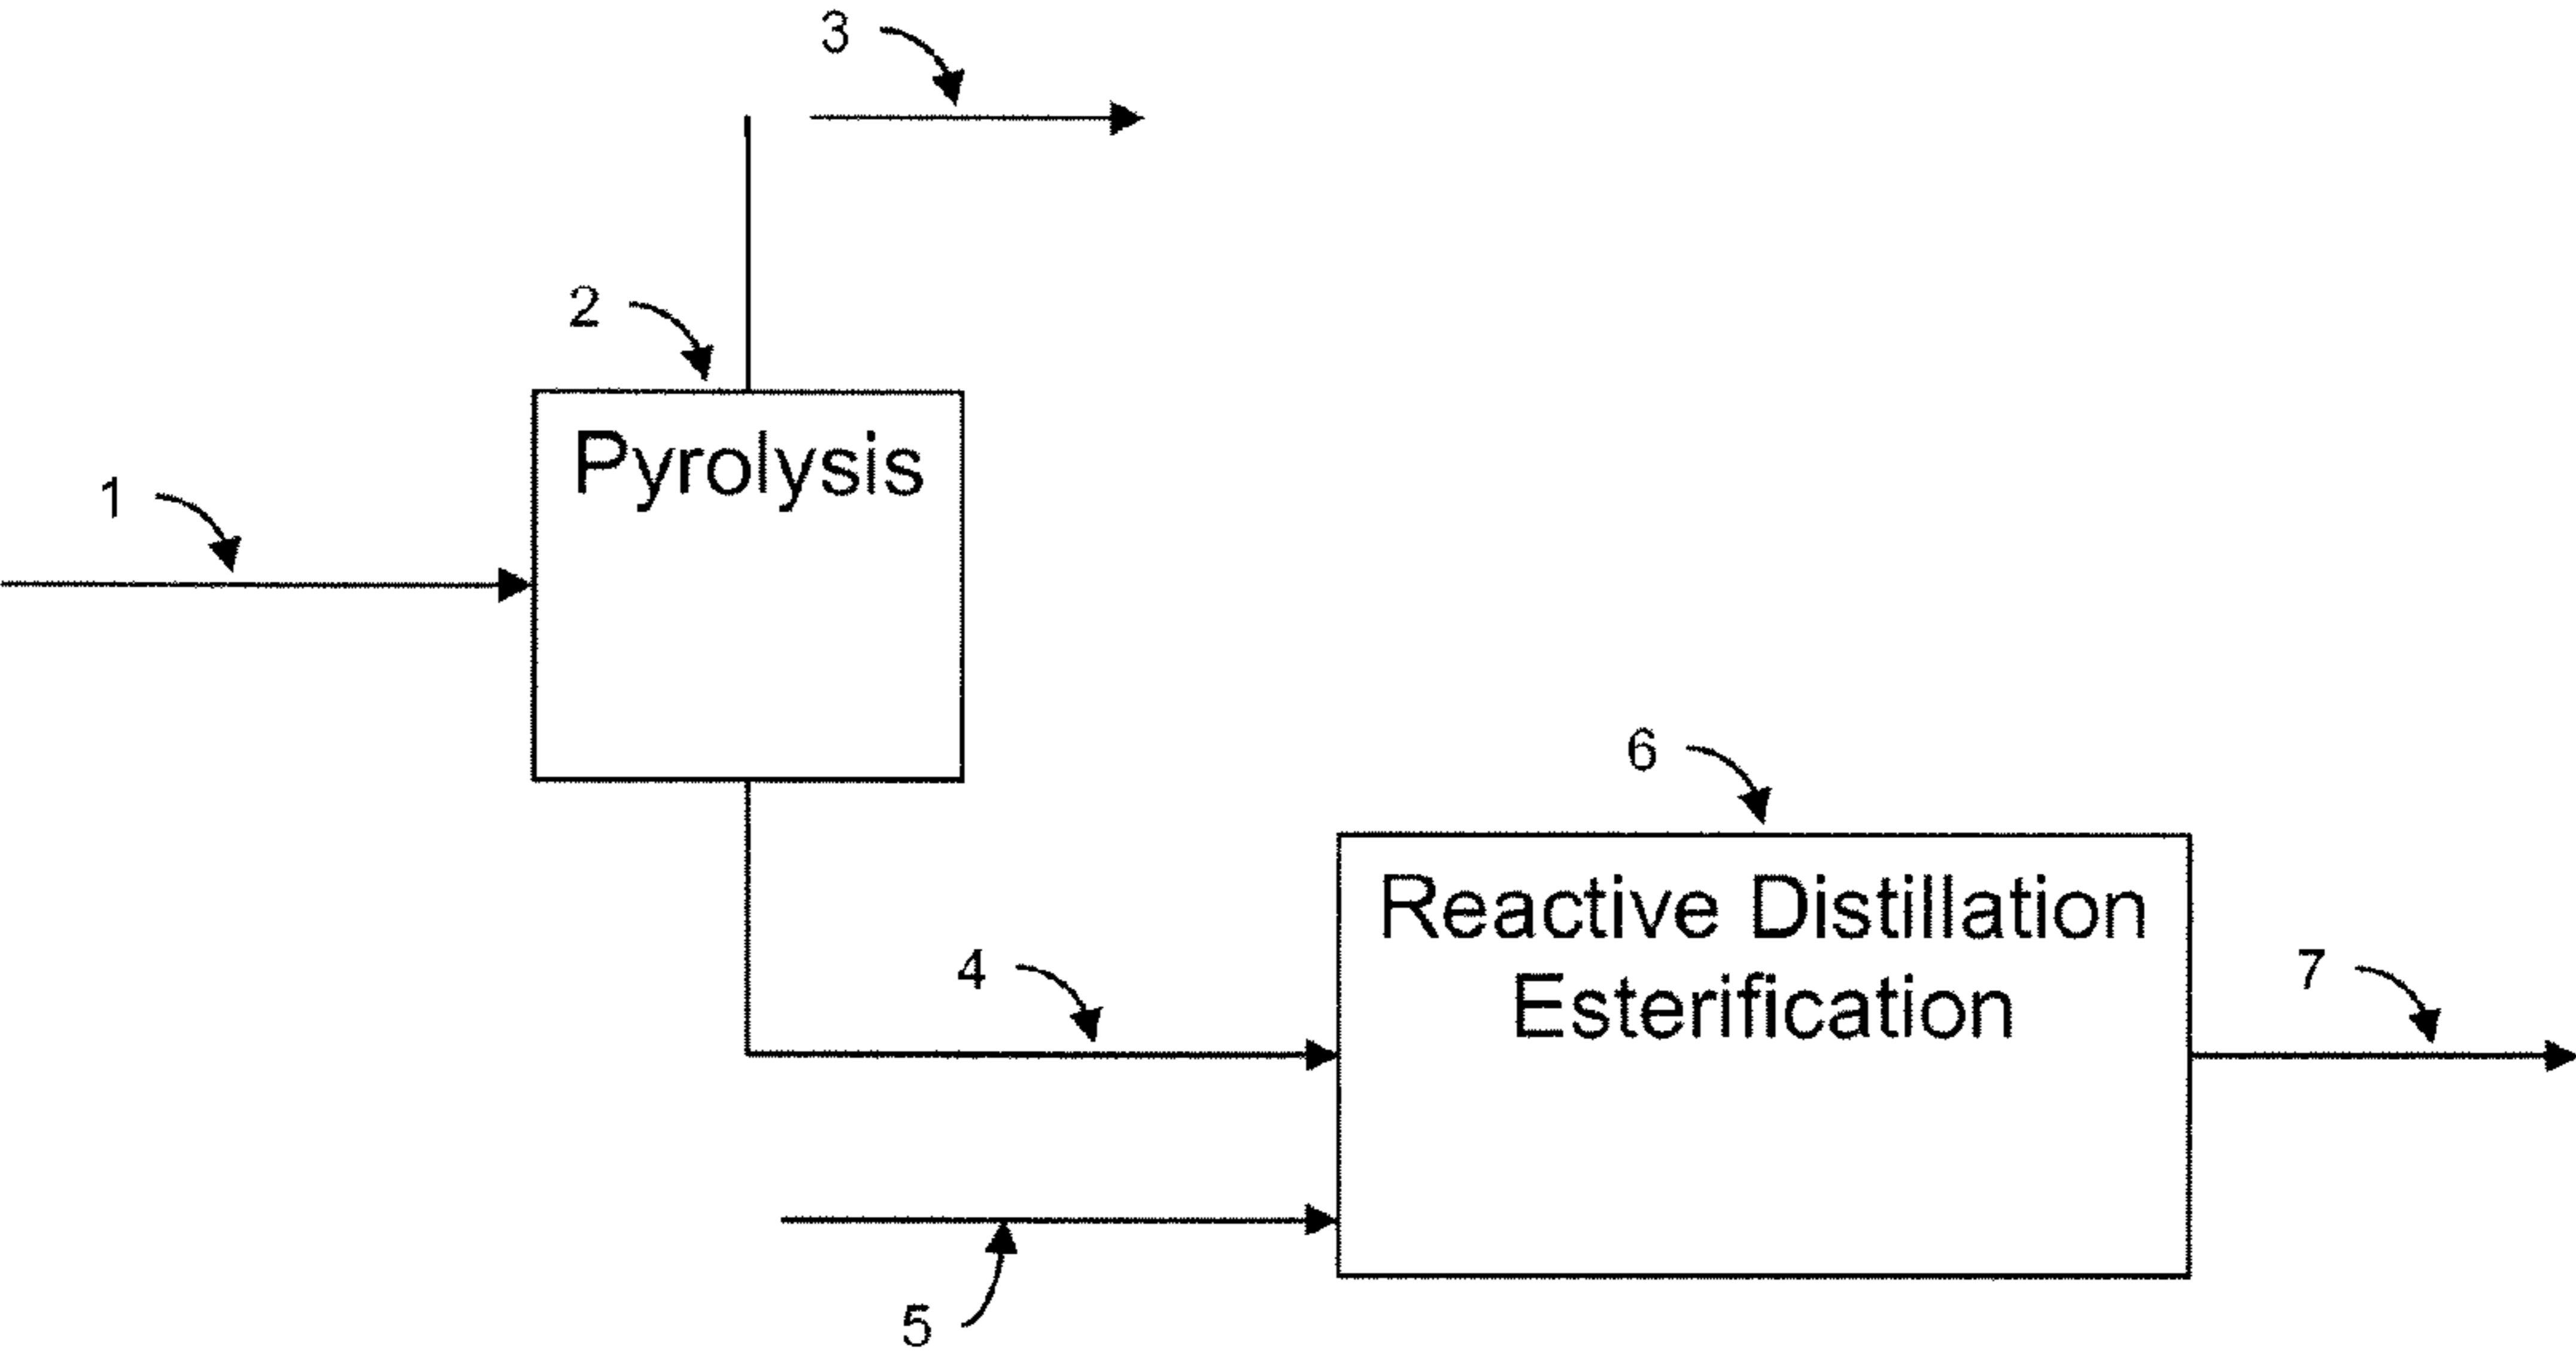 3
2
Pyrolysis
1
6
Reactive Distillation
Esterification
4
7
5